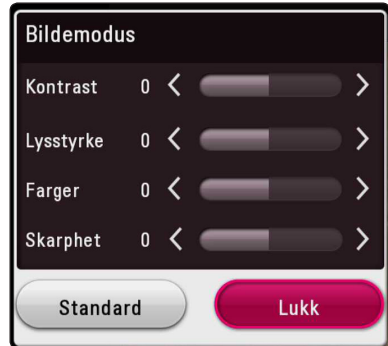 Bildemodus
Kontrast 0
Lysstyrke 0
Farger 0
Skarphet 0
Standard Lukk